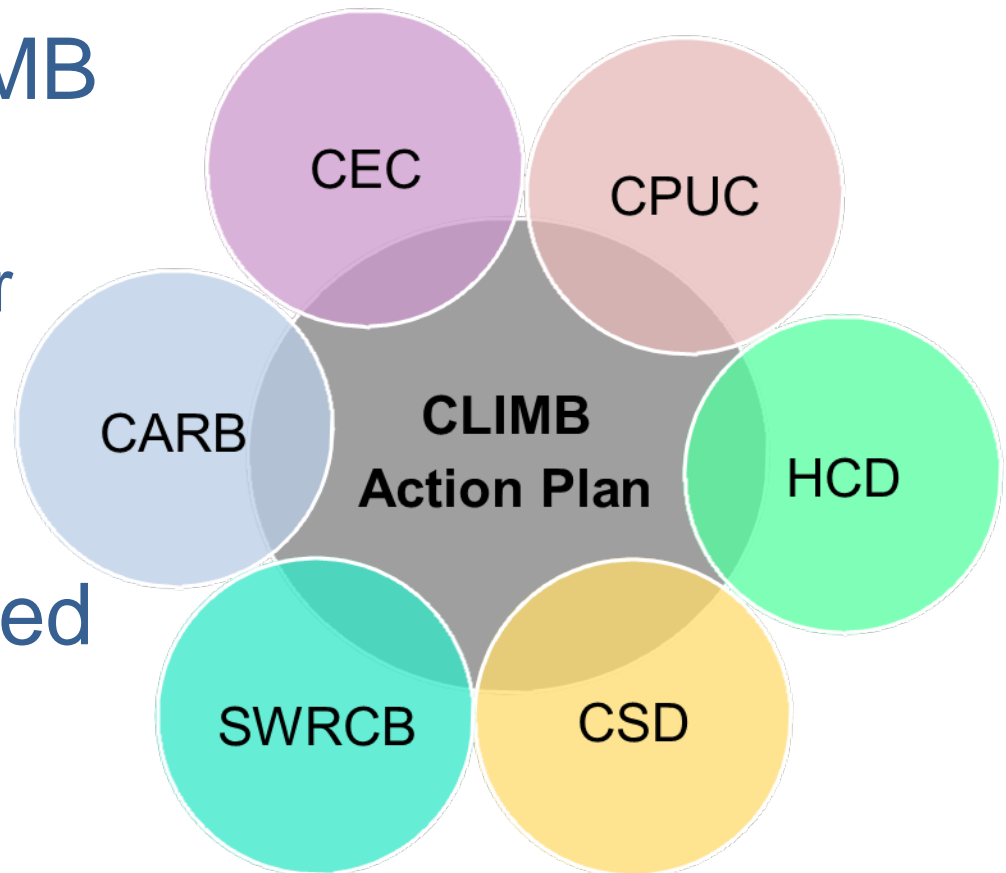 MB
CEC
CPUC
r
CARB
CLIMB
Action Plan
HCD
ed
SWRCB
CSD